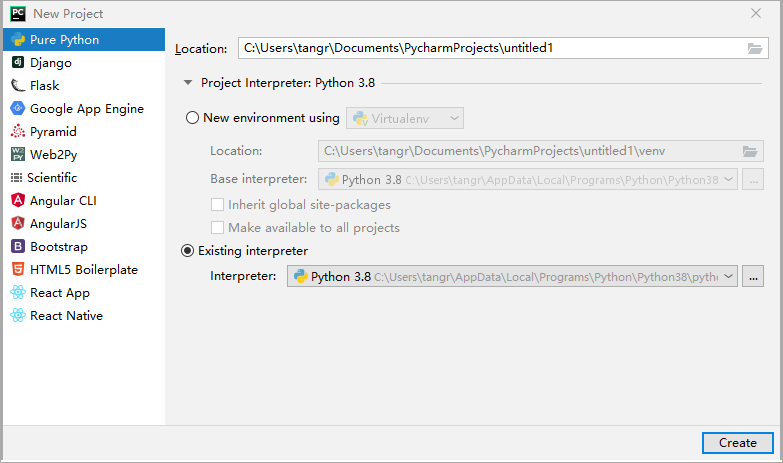 PC New Project
Pure Python
Django
Flask
Google App Engine
Pyramid
Web2Py
Scientific
Angular CLI
AngularJS
Bootstrap
HTML5 Boilerplate
React App
React Native
Location: C:\Users\tangr\Documents\PycharmProjects\untitled1
Project Interpreter: Python 3.8
New environment using Virtualenv
Location: C:\Users\tangr\Documents\PycharmProjects\untitled1\venv
Base interpreter: Python 3.8 C:\Users\tangr\AppData\Local\Programs\Python\Python38 ...
Inherit global site-packages
Make available to all projects
Existing interpreter
Interpreter: Python 3.8 C:\Users\tangr\AppData\Local\Programs\Python\Python38\pytho ...
Create